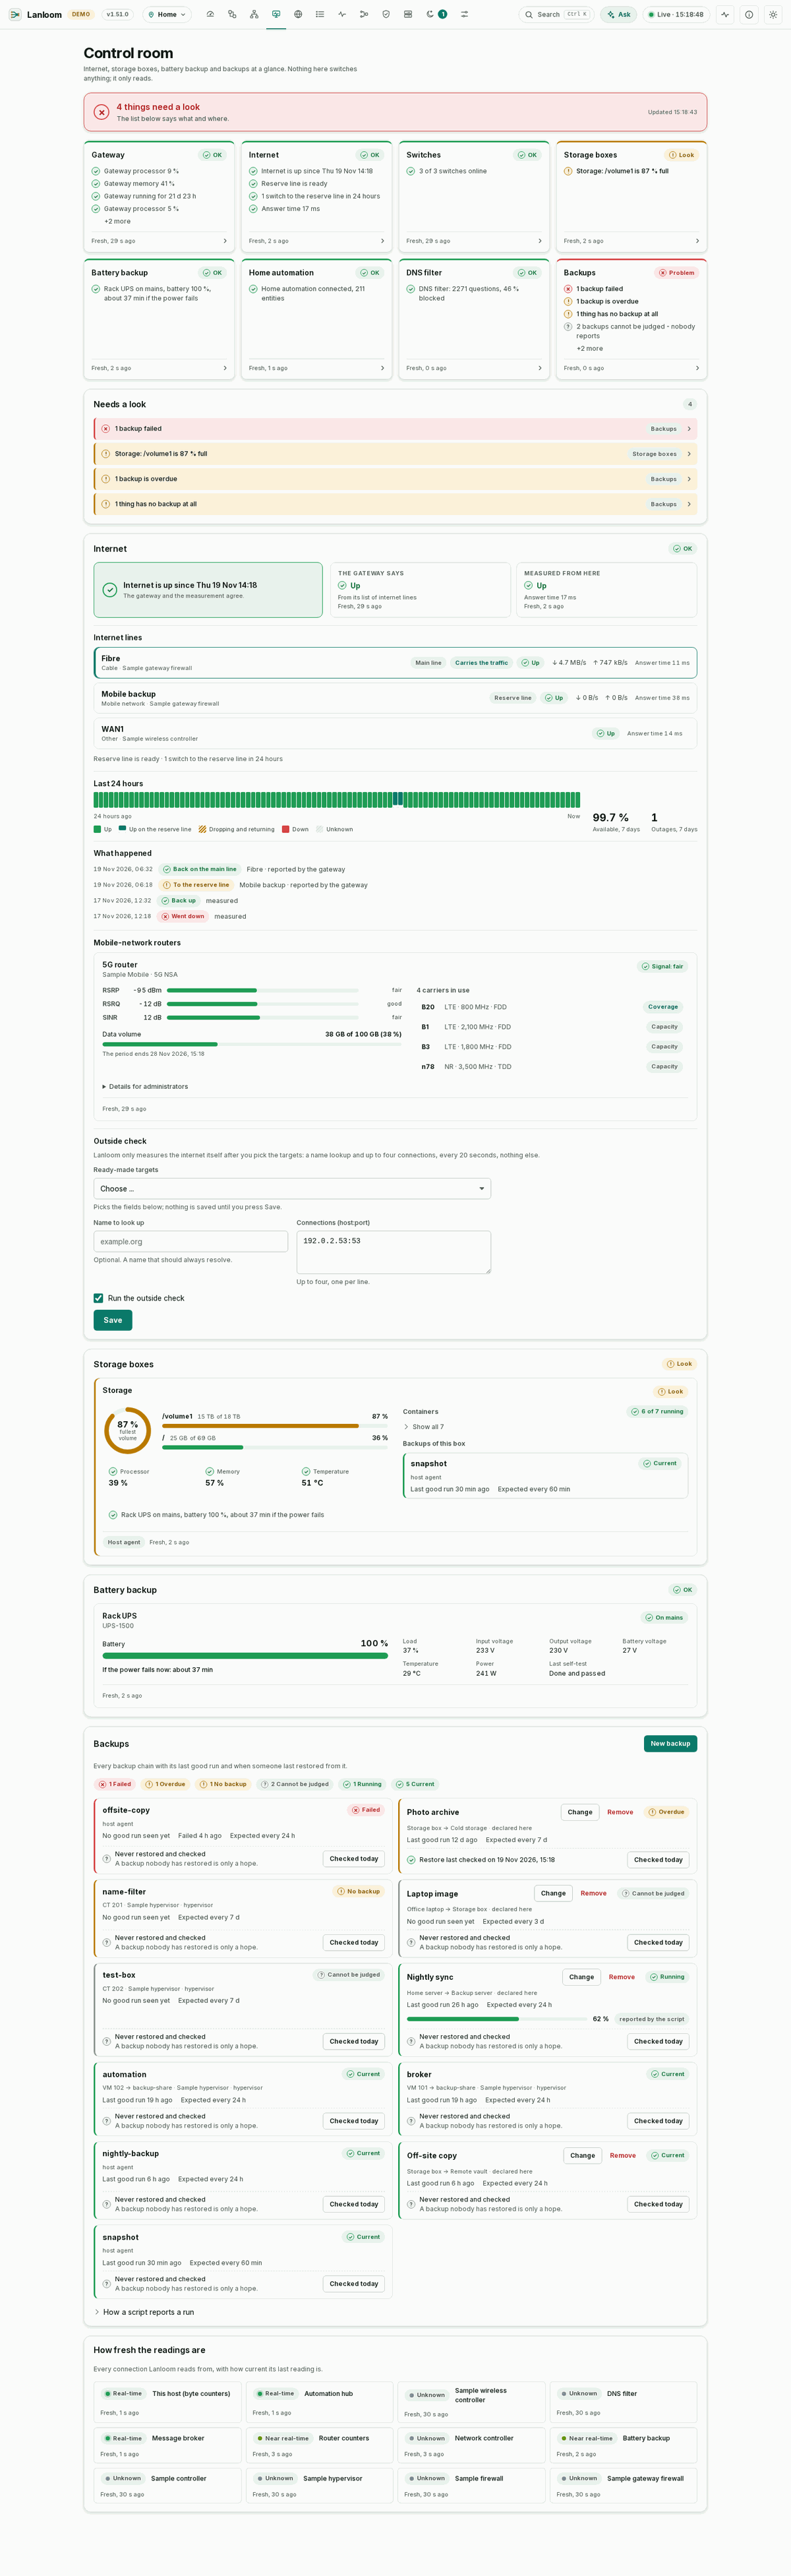 Lanloom DEMO v1.51.0 Home 1 Search Ctrl K Ask Live · 15:18:48
Control room
Internet, storage boxes, battery backup and backups at a glance. Nothing here switches
anything; it only reads.
4 things need a look
The list below says what and where.
Updated 15:18:43
Gateway OK
Gateway processor 9 %
Gateway memory 41 %
Gateway running for 21 d 23 h
Gateway processor 5 %
+2 more
Fresh, 29 s ago
Internet OK
Internet is up since Thu 19 Nov 14:18
Reserve line is ready
1 switch to the reserve line in 24 hours
Answer time 17 ms
Fresh, 2 s ago
Switches OK
3 of 3 switches online
Fresh, 29 s ago
Storage boxes Look
Storage: /volume1 is 87 % full
Fresh, 2 s ago
Battery backup OK
Rack UPS on mains, battery 100 %,
about 37 min if the power fails
Fresh, 2 s ago
Home automation OK
Home automation connected, 211
entities
Fresh, 1 s ago
DNS filter OK
DNS filter: 2271 questions, 46 %
blocked
Fresh, 0 s ago
Backups Problem
1 backup failed
1 backup is overdue
1 thing has no backup at all
2 backups cannot be judged - nobody
reports
+2 more
Fresh, 0 s ago
Needs a look 4
1 backup failed Backups
Storage: /volume1 is 87 % full Storage boxes
1 backup is overdue Backups
1 thing has no backup at all Backups
Internet OK
Internet is up since Thu 19 Nov 14:18
The gateway and the measurement agree.
THE GATEWAY SAYS
Up
From its list of internet lines
Fresh, 29 s ago
MEASURED FROM HERE
Up
Answer time 17 ms
Fresh, 2 s ago
Internet lines
Fibre
Cable · Sample gateway firewall
Main line Carries the traffic Up ↓ 4.7 MB/s ↑ 747 kB/s Answer time 11 ms
Mobile backup
Mobile network · Sample gateway firewall
Reserve line Up ↓ 0 B/s ↑ 0 B/s Answer time 38 ms
WAN1
Other · Sample wireless controller
Up Answer time 14 ms
Reserve line is ready · 1 switch to the reserve line in 24 hours
Last 24 hours
24 hours ago Now
Up Up on the reserve line Dropping and returning Down Unknown
99.7 %
Available, 7 days
1
Outages, 7 days
What happened
19 Nov 2026, 06:32 Back on the main line Fibre · reported by the gateway
19 Nov 2026, 06:18 To the reserve line Mobile backup · reported by the gateway
17 Nov 2026, 12:32 Back up measured
17 Nov 2026, 12:18 Went down measured
Mobile-network routers
5G router
Sample Mobile · 5G NSA
Signal: fair
RSRP -95 dBm fair
RSRQ -12 dB good
SINR 12 dB fair
Data volume 38 GB of 100 GB (38 %)
The period ends 28 Nov 2026, 15:18
4 carriers in use
B20 LTE · 800 MHz · FDD Coverage
B1 LTE · 2,100 MHz · FDD Capacity
B3 LTE · 1,800 MHz · FDD Capacity
n78 NR · 3,500 MHz · TDD Capacity
Details for administrators
Fresh, 29 s ago
Outside check
Lanloom only measures the internet itself after you pick the targets: a name lookup and up to four connections, every 20 seconds, nothing else.
Ready-made targets
Choose ...
Picks the fields below; nothing is saved until you press Save.
Name to look up
example.org
Optional. A name that should always resolve.
Connections (host:port)
192.0.2.53:53
Up to four, one per line.
Run the outside check
Save
Storage boxes Look
Storage Look
87 %
fullest
volume
/volume1 15 TB of 18 TB 87 %
/ 25 GB of 69 GB 36 %
Processor
39 %
Memory
57 %
Temperature
51 °C
Rack UPS on mains, battery 100 %, about 37 min if the power fails
Containers 6 of 7 running
Show all 7
Backups of this box
snapshot Current
host agent
Last good run 30 min ago Expected every 60 min
Host agent Fresh, 2 s ago
Battery backup OK
Rack UPS
UPS-1500
On mains
Battery 100 %
If the power fails now: about 37 min
Load
37 %
Input voltage
233 V
Output voltage
230 V
Battery voltage
27 V
Temperature
29 °C
Power
241 W
Last self-test
Done and passed
Fresh, 2 s ago
Backups New backup
Every backup chain with its last good run and when someone last restored from it.
1 Failed 1 Overdue 1 No backup 2 Cannot be judged 1 Running 5 Current
offsite-copy Failed
host agent
No good run seen yet Failed 4 h ago Expected every 24 h
Never restored and checked
A backup nobody has restored is only a hope.
Checked today
Photo archive Change Remove Overdue
Storage box → Cold storage · declared here
Last good run 12 d ago Expected every 7 d
Restore last checked on 19 Nov 2026, 15:18
Checked today
name-filter No backup
CT 201 · Sample hypervisor · hypervisor
No good run seen yet Expected every 7 d
Never restored and checked
A backup nobody has restored is only a hope.
Checked today
Laptop image Change Remove Cannot be judged
Office laptop → Storage box · declared here
No good run seen yet Expected every 3 d
Never restored and checked
A backup nobody has restored is only a hope.
Checked today
test-box Cannot be judged
CT 202 · Sample hypervisor · hypervisor
No good run seen yet Expected every 7 d
Never restored and checked
A backup nobody has restored is only a hope.
Checked today
Nightly sync Change Remove Running
Home server → Backup server · declared here
Last good run 26 h ago Expected every 24 h
62 % reported by the script
Never restored and checked
A backup nobody has restored is only a hope.
Checked today
automation Current
VM 102 → backup-share · Sample hypervisor · hypervisor
Last good run 19 h ago Expected every 24 h
Never restored and checked
A backup nobody has restored is only a hope.
Checked today
broker Current
VM 101 → backup-share · Sample hypervisor · hypervisor
Last good run 19 h ago Expected every 24 h
Never restored and checked
A backup nobody has restored is only a hope.
Checked today
nightly-backup Current
host agent
Last good run 6 h ago Expected every 24 h
Never restored and checked
A backup nobody has restored is only a hope.
Checked today
Off-site copy Change Remove Current
Storage box → Remote vault · declared here
Last good run 6 h ago Expected every 24 h
Never restored and checked
A backup nobody has restored is only a hope.
Checked today
snapshot Current
host agent
Last good run 30 min ago Expected every 60 min
Never restored and checked
A backup nobody has restored is only a hope.
Checked today
How a script reports a run
How fresh the readings are
Every connection Lanloom reads from, with how current its last reading is.
Real-time This host (byte counters)
Fresh, 1 s ago
Real-time Automation hub
Fresh, 1 s ago
Unknown Sample wireless
controller
Fresh, 30 s ago
Unknown DNS filter
Fresh, 30 s ago
Real-time Message broker
Fresh, 1 s ago
Near real-time Router counters
Fresh, 3 s ago
Unknown Network controller
Fresh, 3 s ago
Near real-time Battery backup
Fresh, 2 s ago
Unknown Sample controller
Fresh, 30 s ago
Unknown Sample hypervisor
Fresh, 30 s ago
Unknown Sample firewall
Fresh, 30 s ago
Unknown Sample gateway firewall
Fresh, 30 s ago